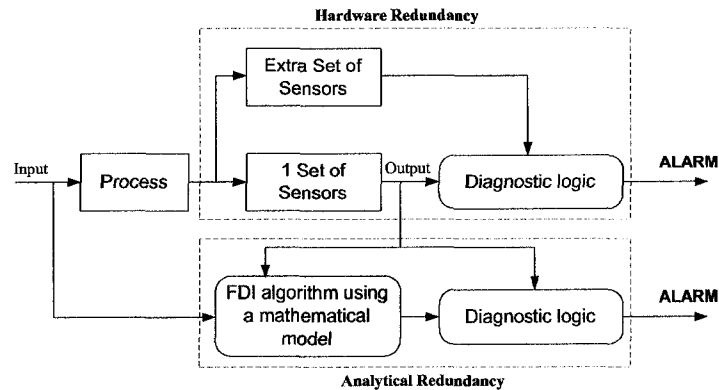 Hardware Redundancy
Extra Set of
Sensors
Input
Process
1 Set of
Sensors
Output
Diagnostic logic
ALARM
FDI algorithm using
a mathematical
model
Diagnostic logic
ALARM
Analytical Redundancy